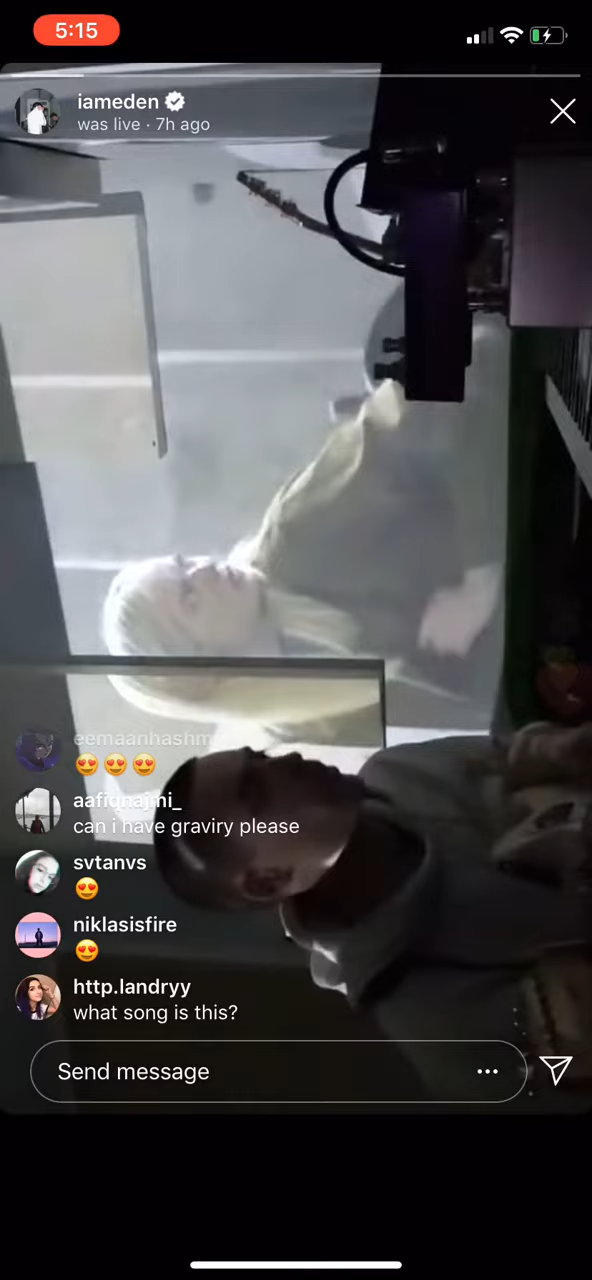 5:15
iameden
was live · 7h ago
eemaanhashm
😍😍😍
aafiqnajmi_
can i have graviry please
svtanvs
😍
niklasisfire
😍
http.landryy
what song is this?
Send message